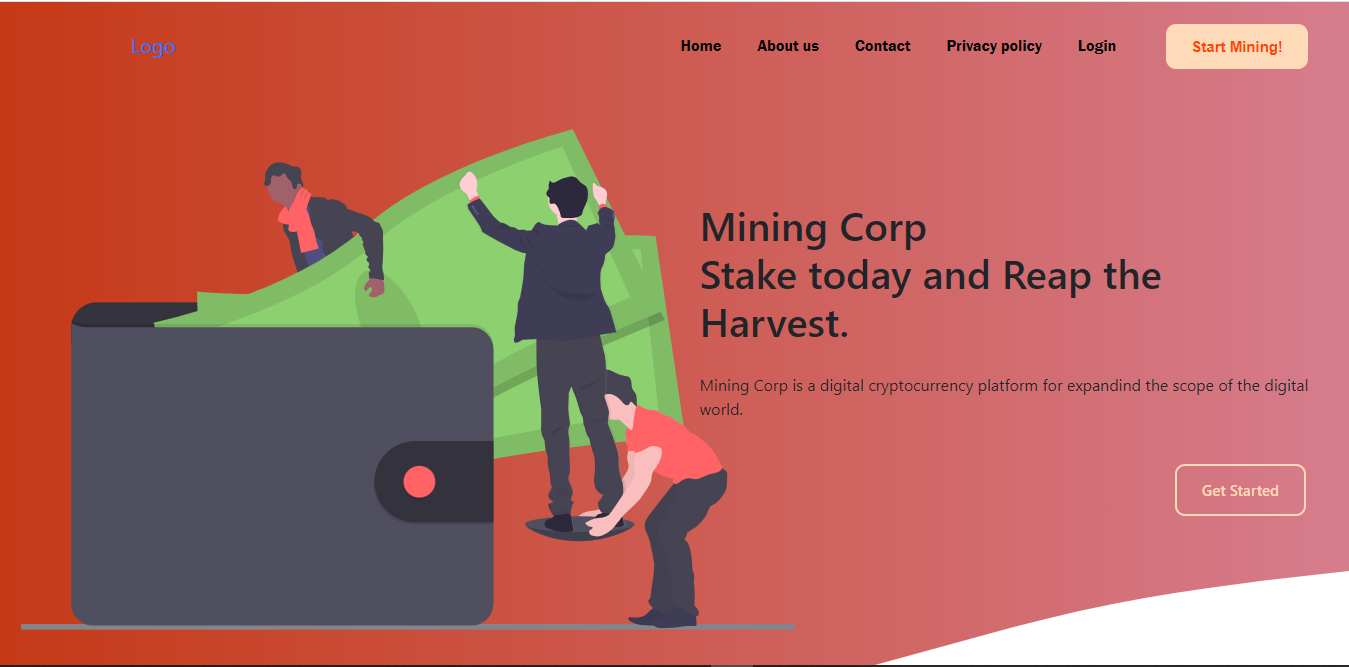 Logo
Home About us Contact Privacy policy Login Start Mining!
Mining Corp
Stake today and Reap the
Harvest.
Mining Corp is a digital cryptocurrency platform for expandind the scope of the digital
world.
Get Started